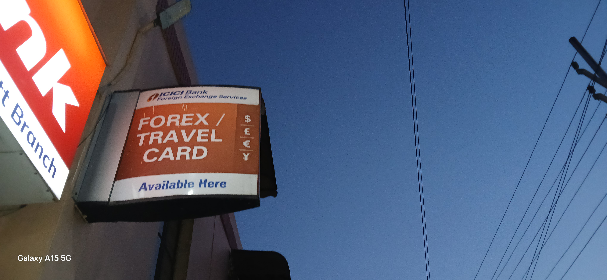 nk
Branch
ICICI Bank
Foreign Exchange Services
FOREX /
TRAVEL
CARD
$
£
€
¥
Available Here
Galaxy A15 5G